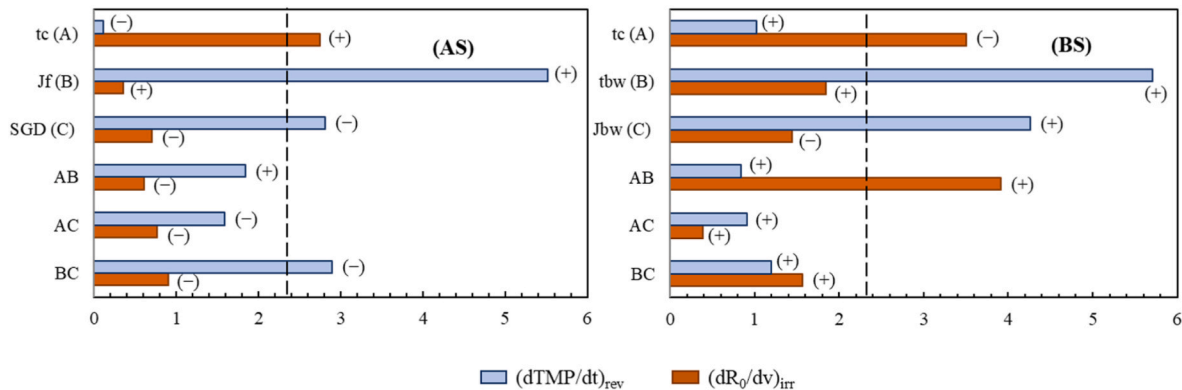 (AS)
tc (A) (−) (+)
Jf (B) (+) (+)
SGD (C) (−) (−)
AB (+) (−)
AC (−) (−)
BC (−) (−)
0 1 2 3 4 5 6
(BS)
tc (A) (+) (−)
tbw (B) (+) (+)
Jbw (C) (+) (−)
AB (+) (+)
AC (+) (+)
BC (+) (+)
0 1 2 3 4 5 6
(dTMP/dt)rev (dR₀/dv)irr